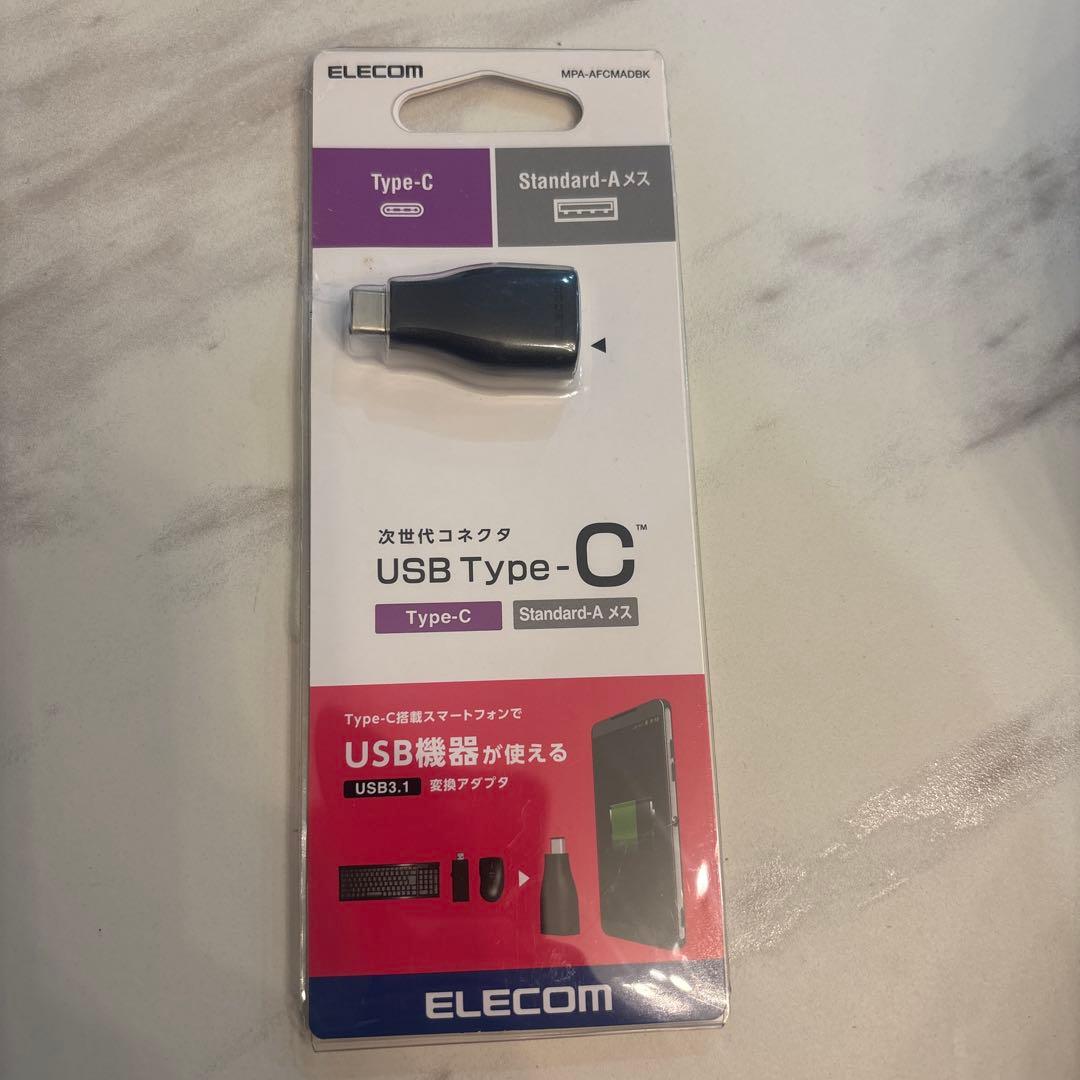 ELECOM
MPA-AFCMADBK
Type-C
Standard-Aメス
ELECOM
次世代コネクタ
USB Type-C™
Type-C
Standard-A メス
Type-C搭載スマートフォンで
USB機器が使える
USB3.1 変換アダプタ
ELECOM